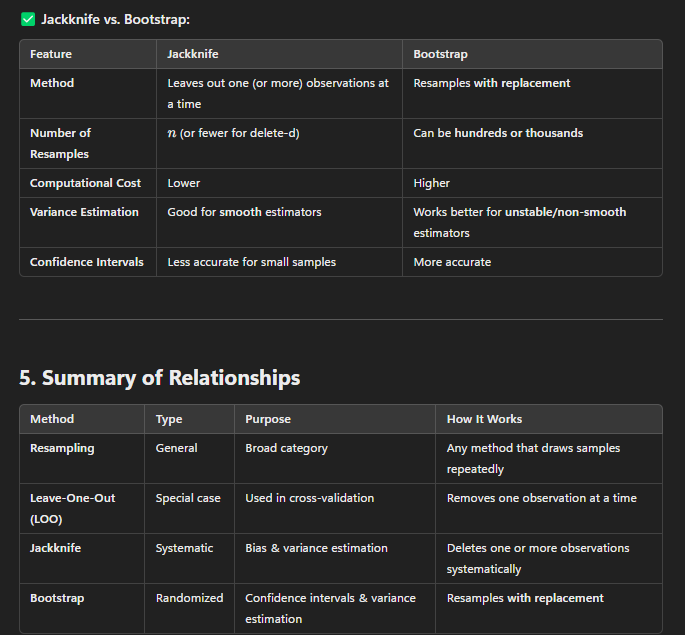 ✅ Jackknife vs. Bootstrap:
Feature Jackknife Bootstrap
Method Leaves out one (or more) observations at Resamples with replacement
a time
Number of n (or fewer for delete-d) Can be hundreds or thousands
Resamples
Computational Cost Lower Higher
Variance Estimation Good for smooth estimators Works better for unstable/non-smooth
estimators
Confidence Intervals Less accurate for small samples More accurate
5. Summary of Relationships
Method Type Purpose How It Works
Resampling General Broad category Any method that draws samples
repeatedly
Leave-One-Out Special case Used in cross-validation Removes one observation at a time
(LOO)
Jackknife Systematic Bias & variance estimation Deletes one or more observations
systematically
Bootstrap Randomized Confidence intervals & variance Resamples with replacement
estimation